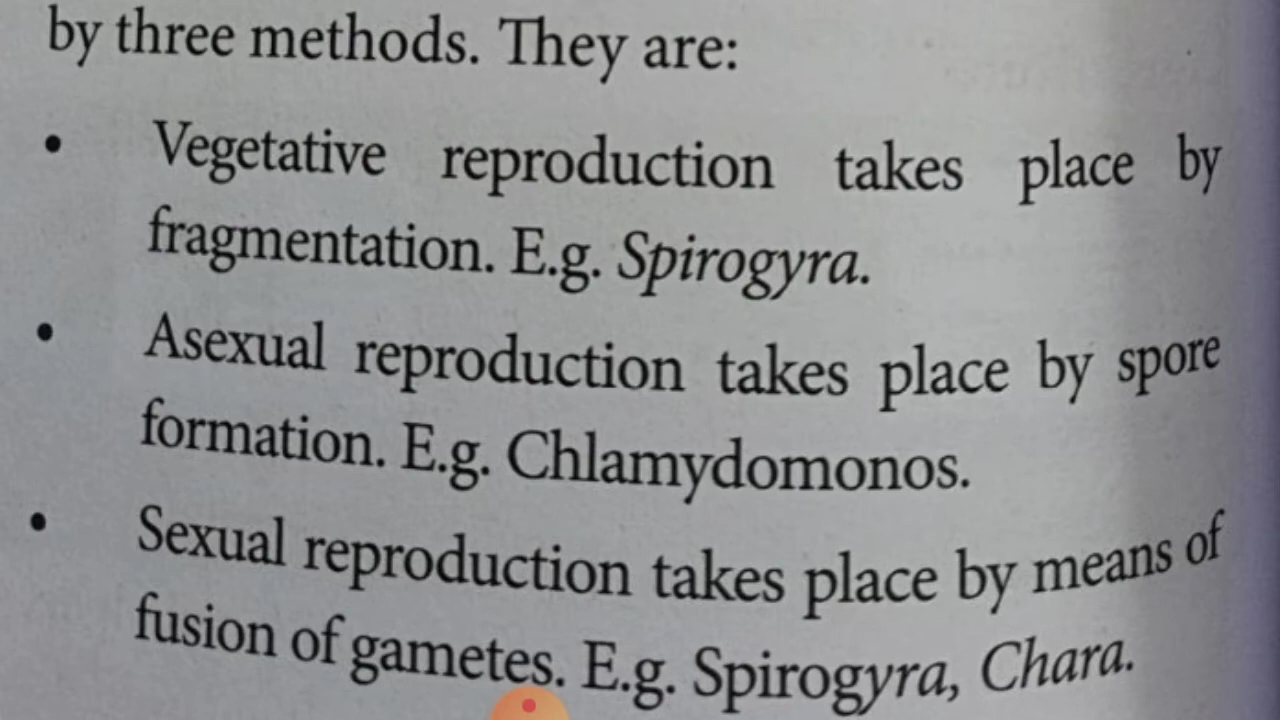 by three methods. They are:
• Vegetative reproduction takes place by
fragmentation. E.g. Spirogyra.
• Asexual reproduction takes place by spore
formation. E.g. Chlamydomonos.
• Sexual reproduction takes place by means of
fusion of gametes. E.g. Spirogyra, Chara.